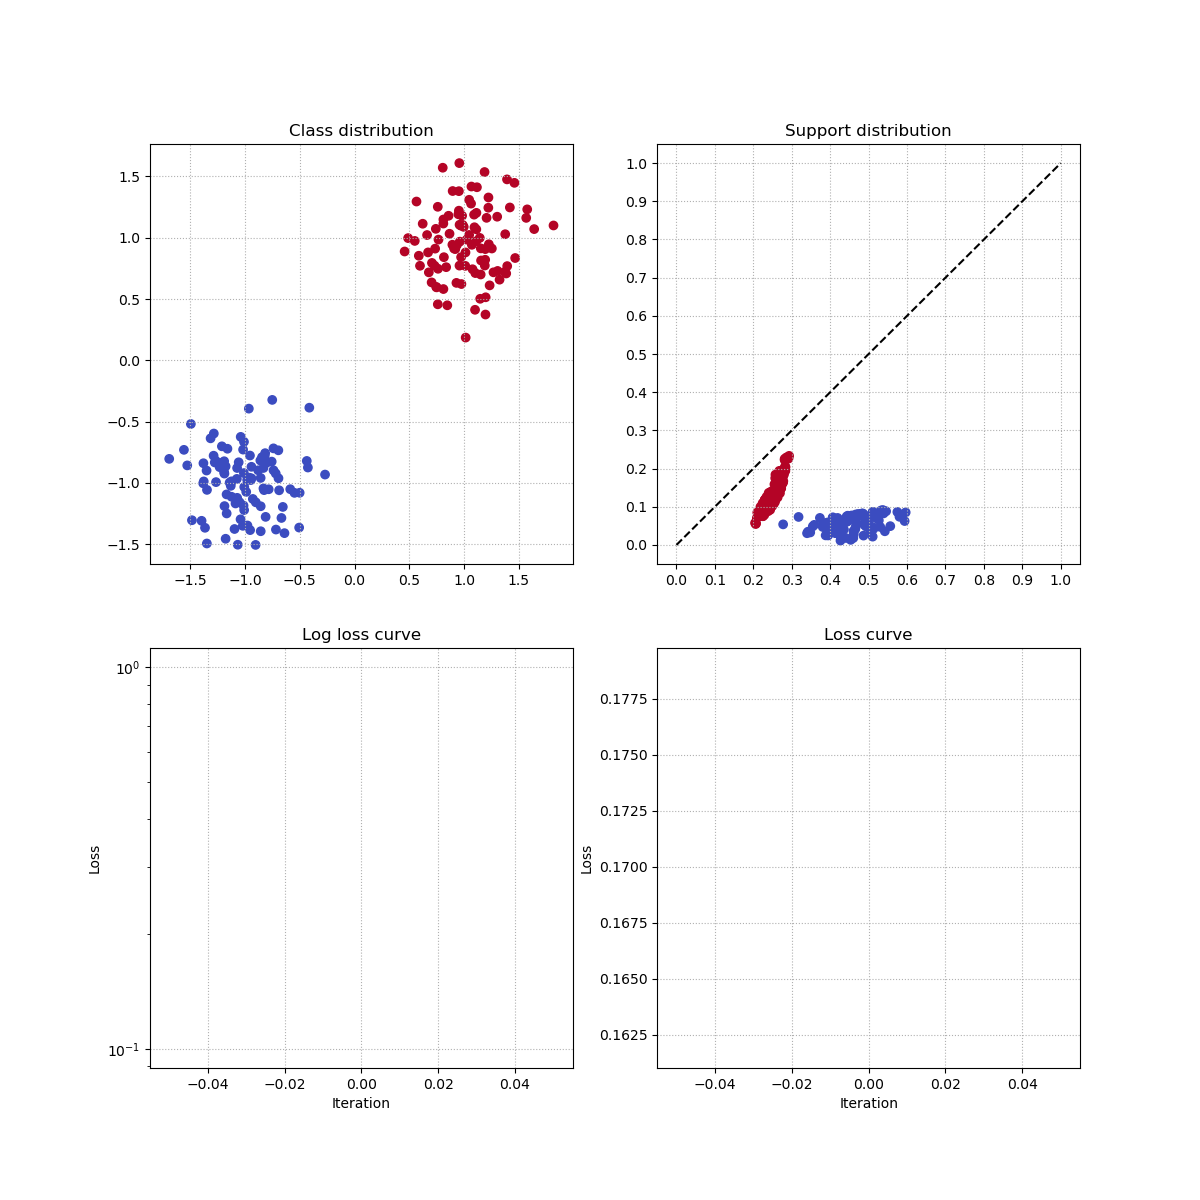 Class distribution
1.5
1.0
0.5
0.0
−0.5
−1.0
−1.5
−1.5 −1.0 −0.5 0.0 0.5 1.0 1.5
Support distribution
1.0
0.9
0.8
0.7
0.6
0.5
0.4
0.3
0.2
0.1
0.0
0.0 0.1 0.2 0.3 0.4 0.5 0.6 0.7 0.8 0.9 1.0
Log loss curve
Loss
10⁰
10⁻¹
−0.04 −0.02 0.00 0.02 0.04
Iteration
Loss curve
Loss
0.1775
0.1750
0.1725
0.1700
0.1675
0.1650
0.1625
−0.04 −0.02 0.00 0.02 0.04
Iteration